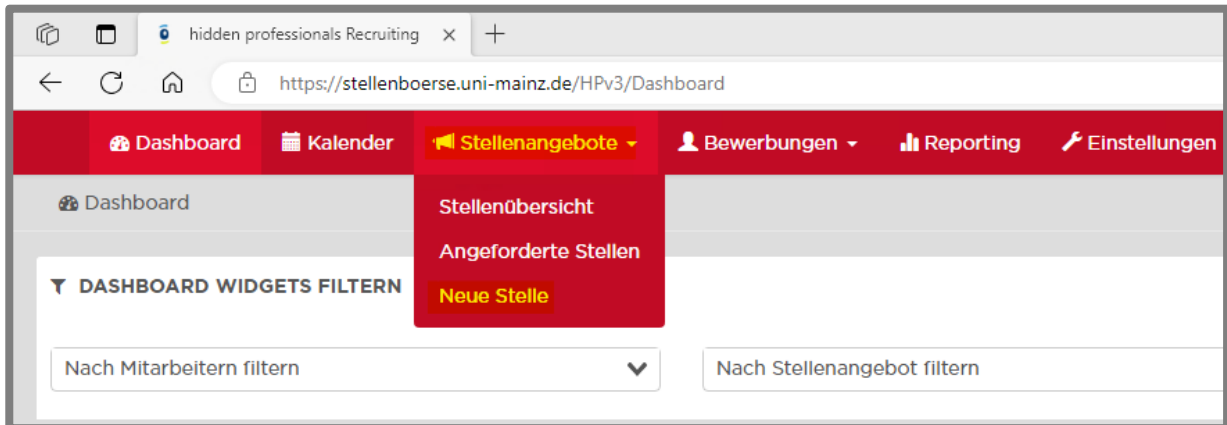 hidden professionals Recruiting
https://stellenboerse.uni-mainz.de/HPv3/Dashboard
Dashboard Kalender Stellenangebote Bewerbungen Reporting Einstellungen
Dashboard
Stellenübersicht
Angeforderte Stellen
Neue Stelle
DASHBOARD WIDGETS FILTERN
Nach Mitarbeitern filtern Nach Stellenangebot filtern